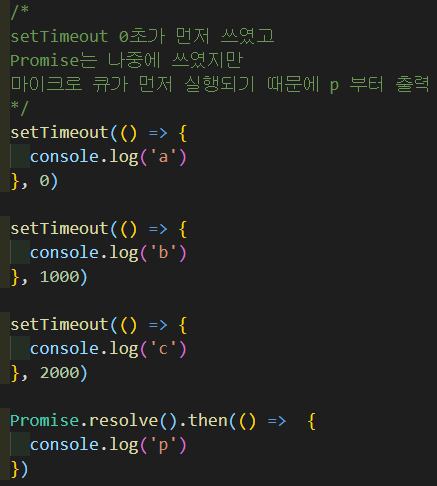 /*
setTimeout 0초가 먼저 쓰였고
Promise는 나중에 쓰였지만
마이크로 큐가 먼저 실행되기 때문에 p 부터 출력
*/
setTimeout(() => {
  console.log('a')
}, 0)

setTimeout(() => {
  console.log('b')
}, 1000)

setTimeout(() => {
  console.log('c')
}, 2000)

Promise.resolve().then(() =>  {
  console.log('p')
})